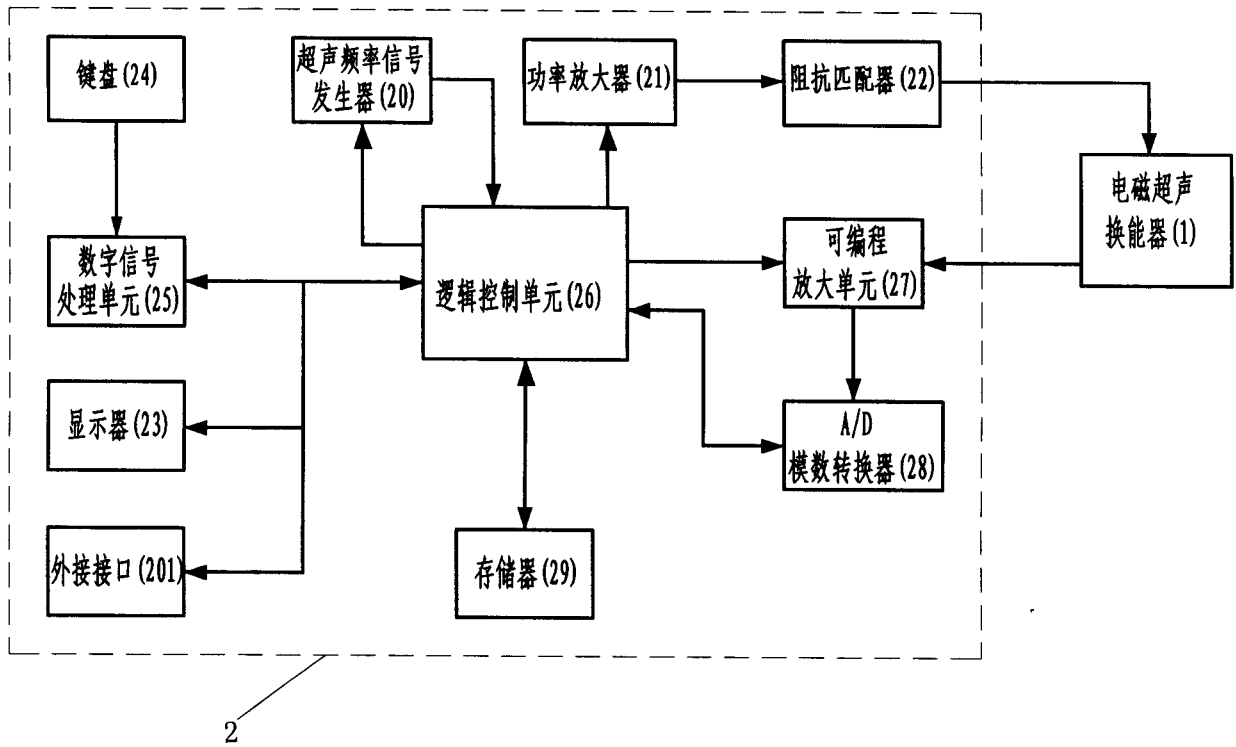 键盘(24)
超声频率信号
发生器(20)
功率放大器(21)
阻抗匹配器(22)
电磁超声
换能器(1)
数字信号
处理单元(25)
逻辑控制单元(26)
可编程
放大单元(27)
显示器(23)
A/D
模数转换器(28)
外接接口(201)
存储器(29)
2